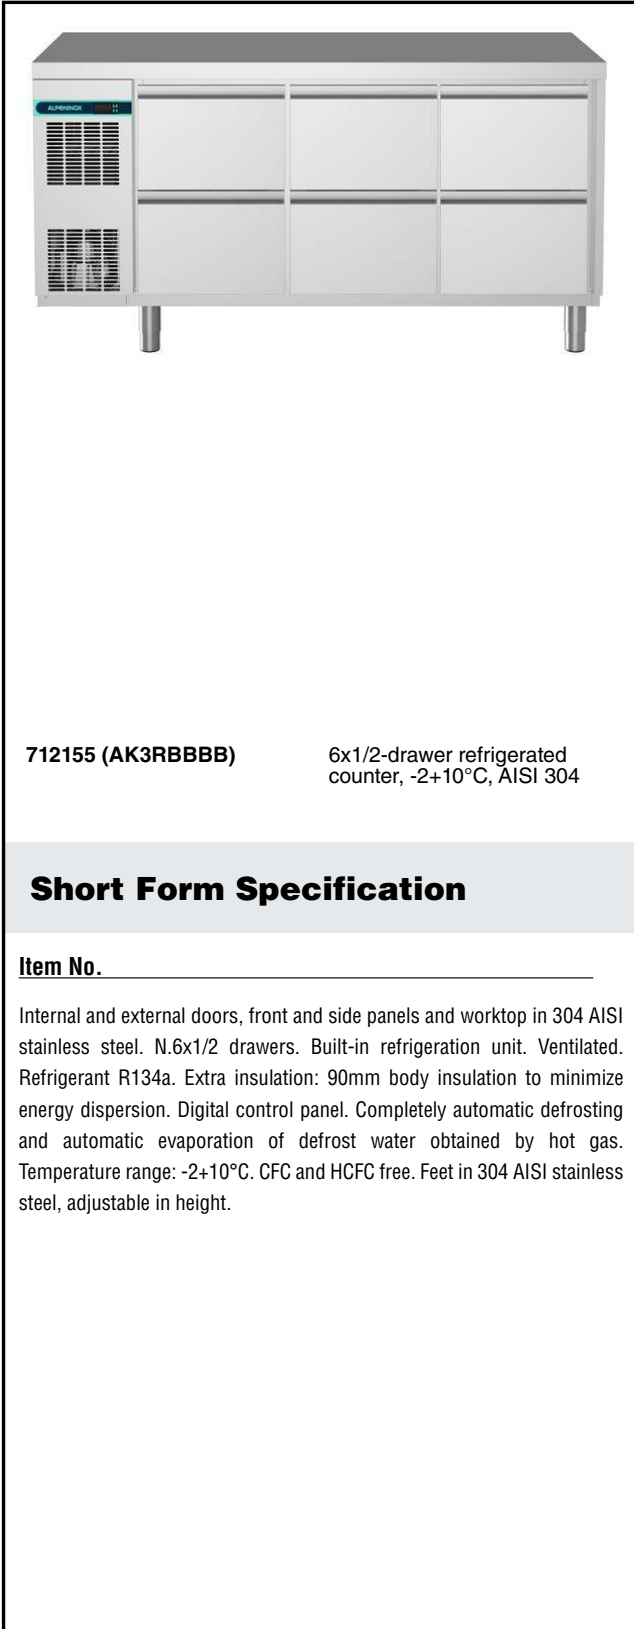 ALPENINOX
712155 (AK3RBBBB)
6x1/2-drawer refrigerated
counter, -2+10°C, AISI 304
Short Form Specification
Item No.
Internal and external doors, front and side panels and worktop in 304 AISI
stainless steel. N.6x1/2 drawers. Built-in refrigeration unit. Ventilated.
Refrigerant R134a. Extra insulation: 90mm body insulation to minimize
energy dispersion. Digital control panel. Completely automatic defrosting
and automatic evaporation of defrost water obtained by hot gas.
Temperature range: -2+10°C. CFC and HCFC free. Feet in 304 AISI stainless
steel, adjustable in height.